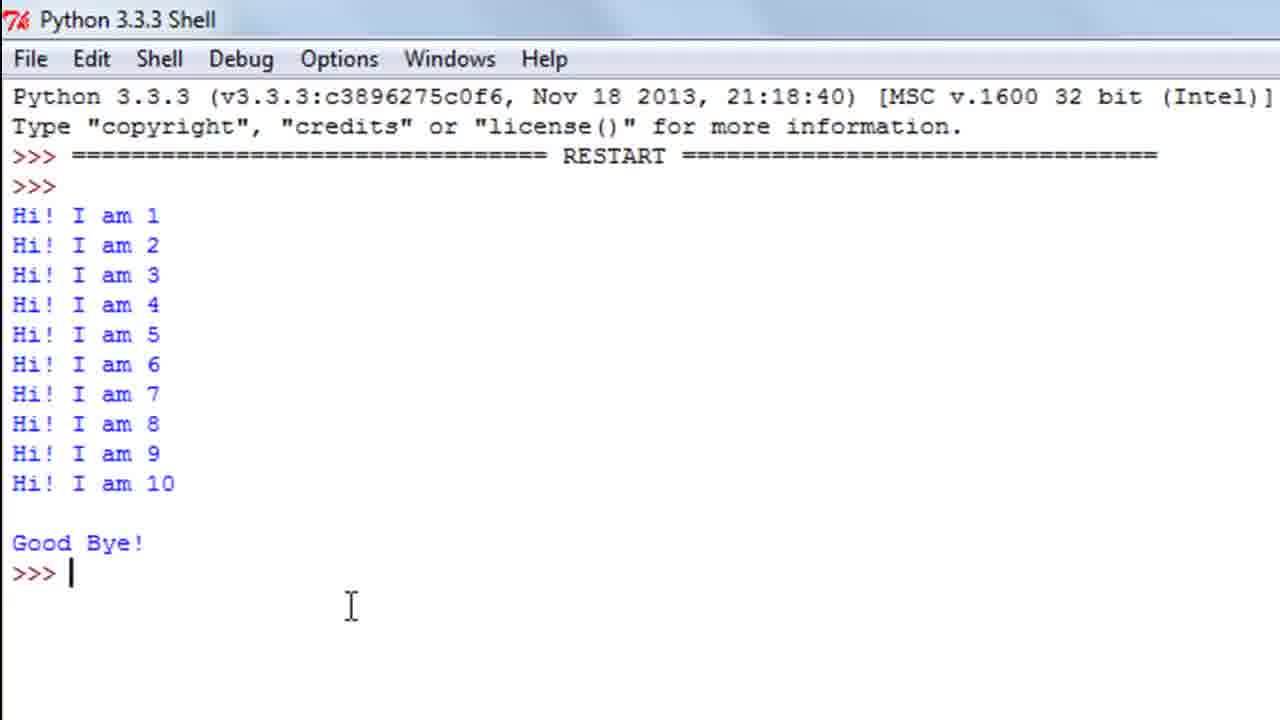 Python 3.3.3 Shell
File Edit Shell Debug Options Windows Help
Python 3.3.3 (v3.3.3:c3896275c0f6, Nov 18 2013, 21:18:40) [MSC v.1600 32 bit (Intel)]
Type "copyright", "credits" or "license()" for more information.
>>> ================================ RESTART ================================
>>>
Hi! I am 1
Hi! I am 2
Hi! I am 3
Hi! I am 4
Hi! I am 5
Hi! I am 6
Hi! I am 7
Hi! I am 8
Hi! I am 9
Hi! I am 10
Good Bye!
>>>